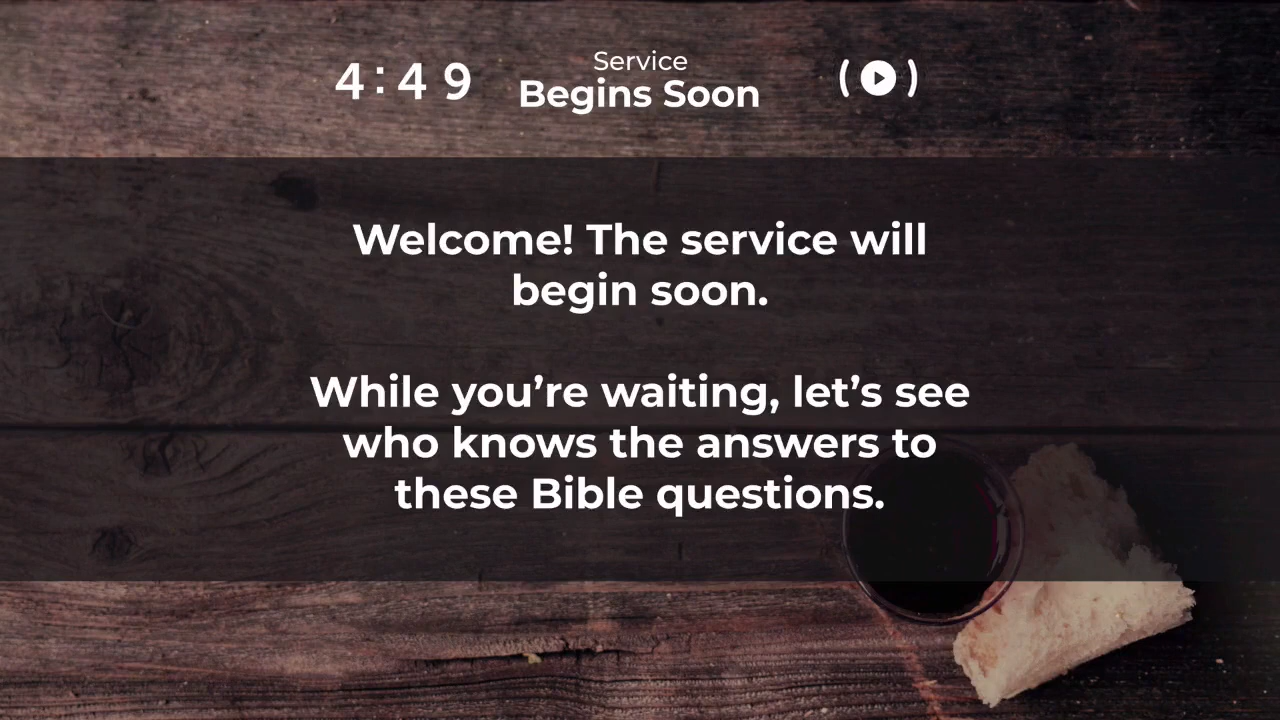 4:49
Service
Begins Soon
Welcome! The service will
begin soon.
While you’re waiting, let’s see
who knows the answers to
these Bible questions.